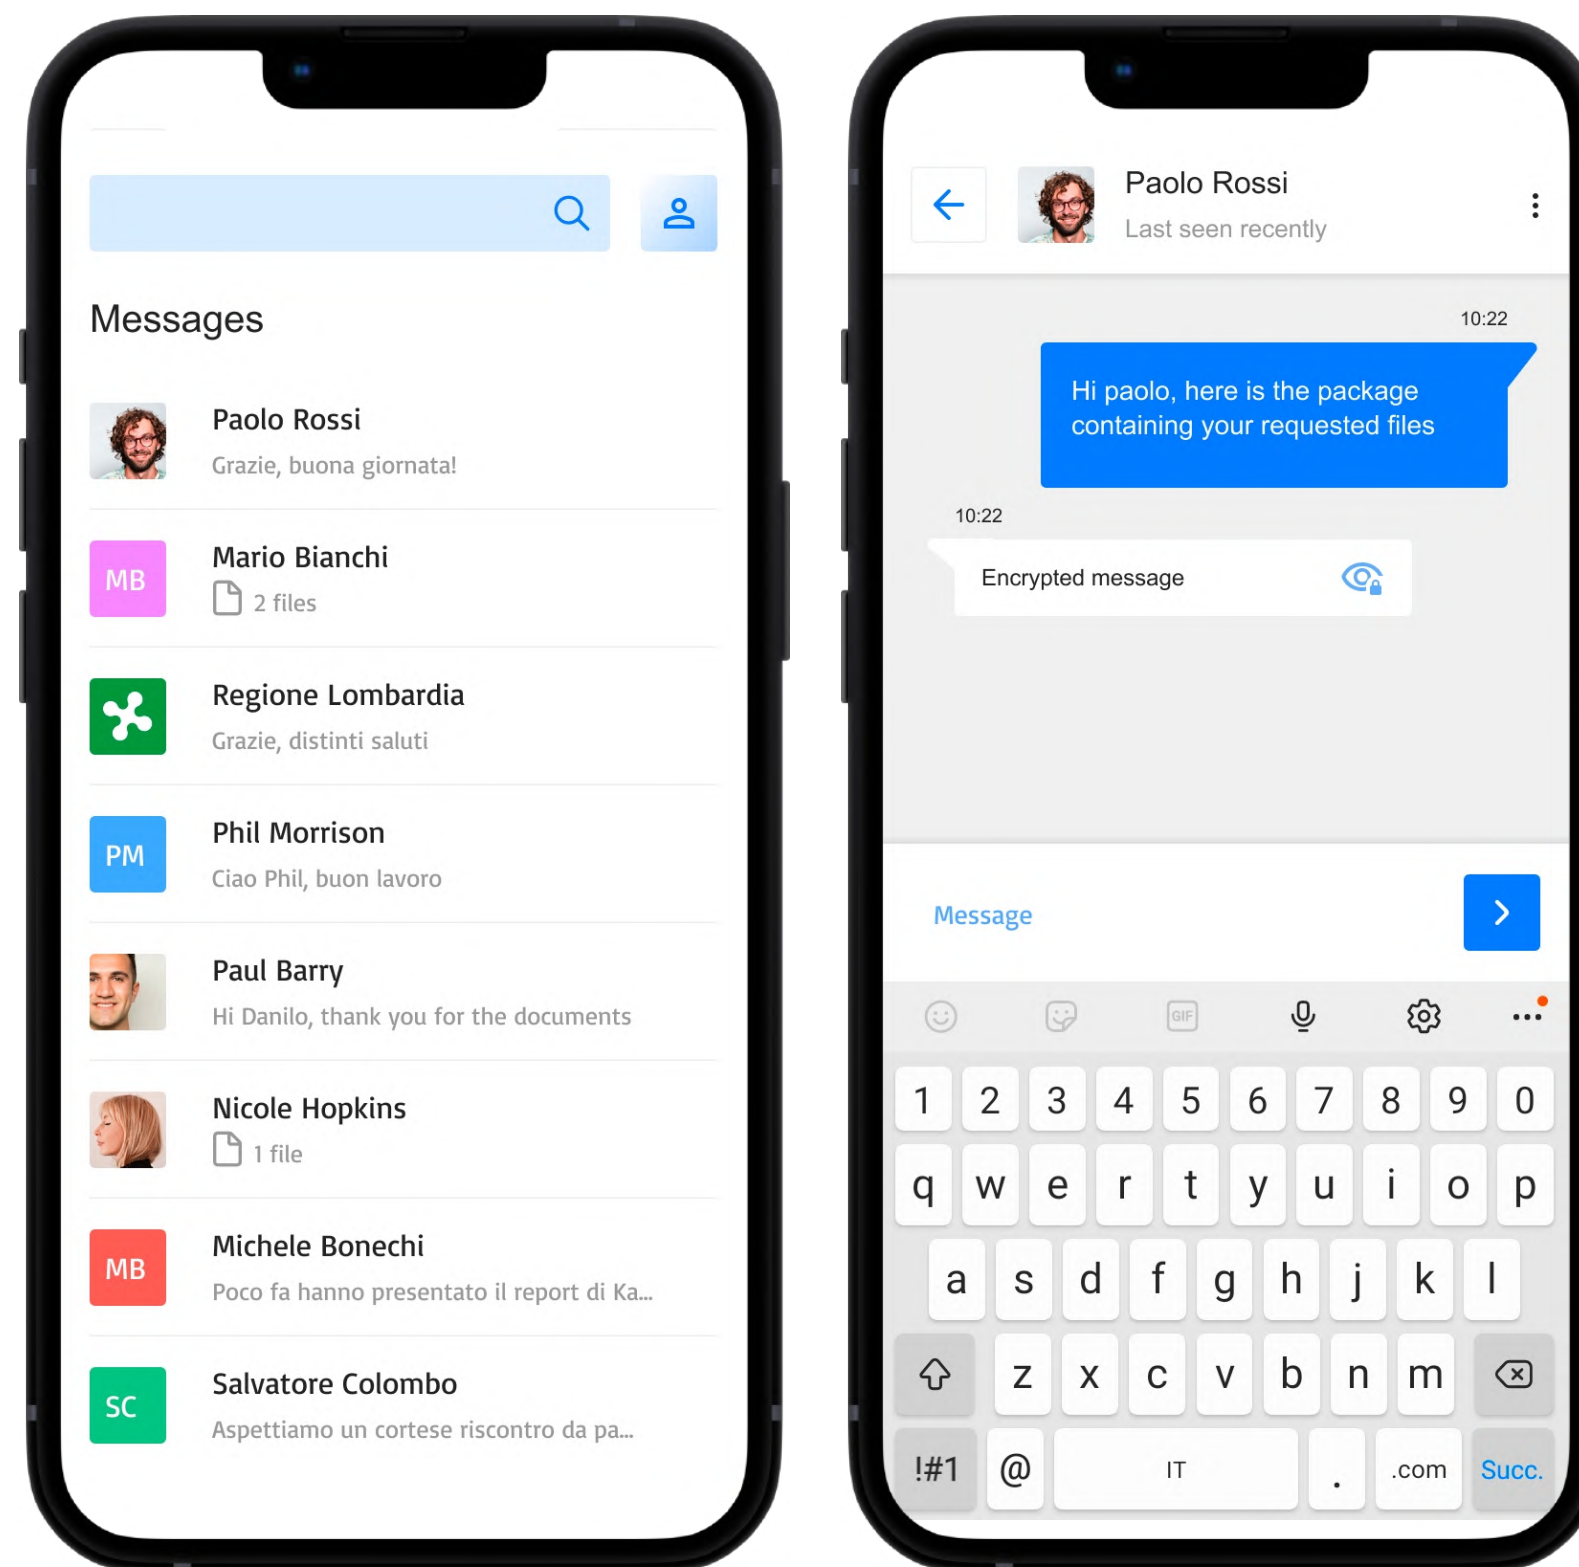 Messages
Paolo Rossi
Grazie, buona giornata!
MB
Mario Bianchi
2 files
Regione Lombardia
Grazie, distinti saluti
PM
Phil Morrison
Ciao Phil, buon lavoro
Paul Barry
Hi Danilo, thank you for the documents
Nicole Hopkins
1 file
MB
Michele Bonechi
Poco fa hanno presentato il report di Ka...
SC
Salvatore Colombo
Aspettiamo un cortese riscontro da pa...
Paolo Rossi
Last seen recently
10:22
Hi paolo, here is the package
containing your requested files
10:22
Encrypted message
Message
GIF
1 2 3 4 5 6 7 8 9 0
q w e r t y u i o p
a s d f g h j k l
z x c v b n m
!#1 @ IT . .com Succ.